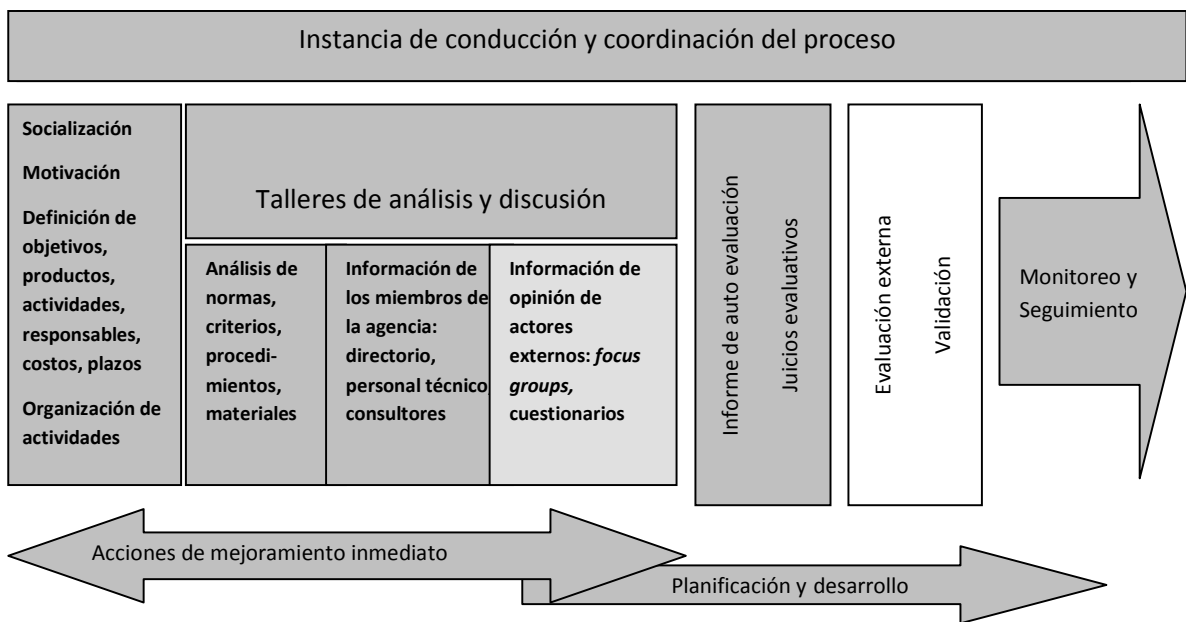 Instancia de conducción y coordinación del proceso
Socialización
Motivación
Definición de
objetivos,
productos,
actividades,
responsables,
costos, plazos
Organización de
actividades
Talleres de análisis y discusión
Análisis de
normas,
criterios,
procedi-
mientos,
materiales
Información de
los miembros de
la agencia:
directorio,
personal técnico
consultores
Información de
opinión de
actores
externos: focus
groups,
cuestionarios
Informe de auto evaluación
Juicios evaluativos
Evaluación externa
Validación
Monitoreo y
Seguimiento
Acciones de mejoramiento inmediato
Planificación y desarrollo